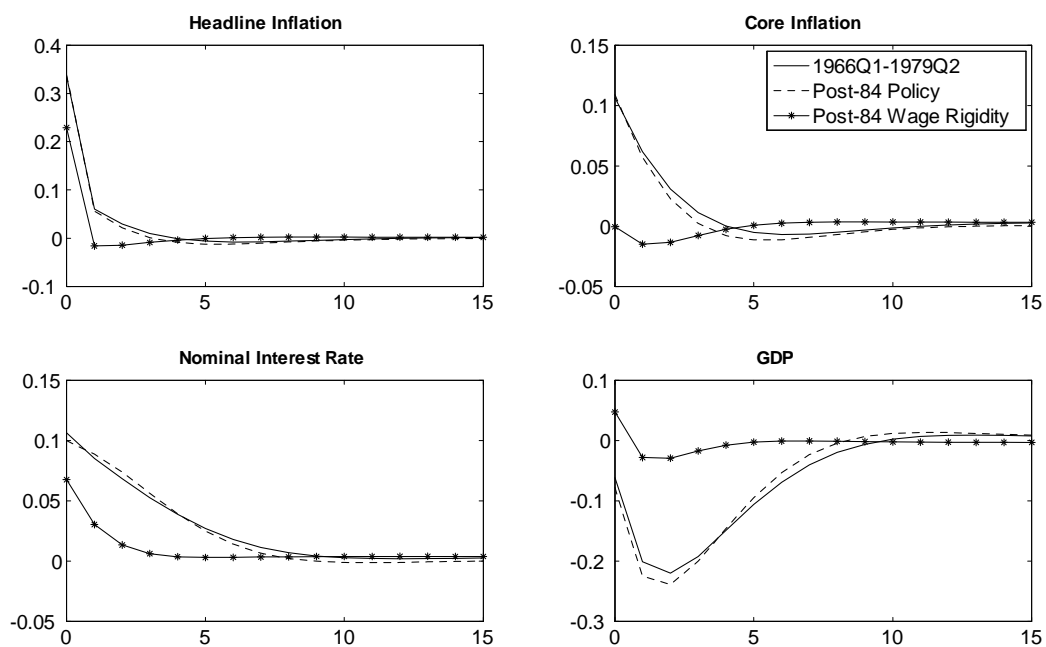 Headline Inflation
0.4
0.3
0.2
0.1
0
-0.1
0 5 10 15
Core Inflation
0.15
0.1
0.05
0
-0.05
0 5 10 15
1966Q1-1979Q2
Post-84 Policy
Post-84 Wage Rigidity
Nominal Interest Rate
0.15
0.1
0.05
0
-0.05
0 5 10 15
GDP
0.1
0
-0.1
-0.2
-0.3
0 5 10 15